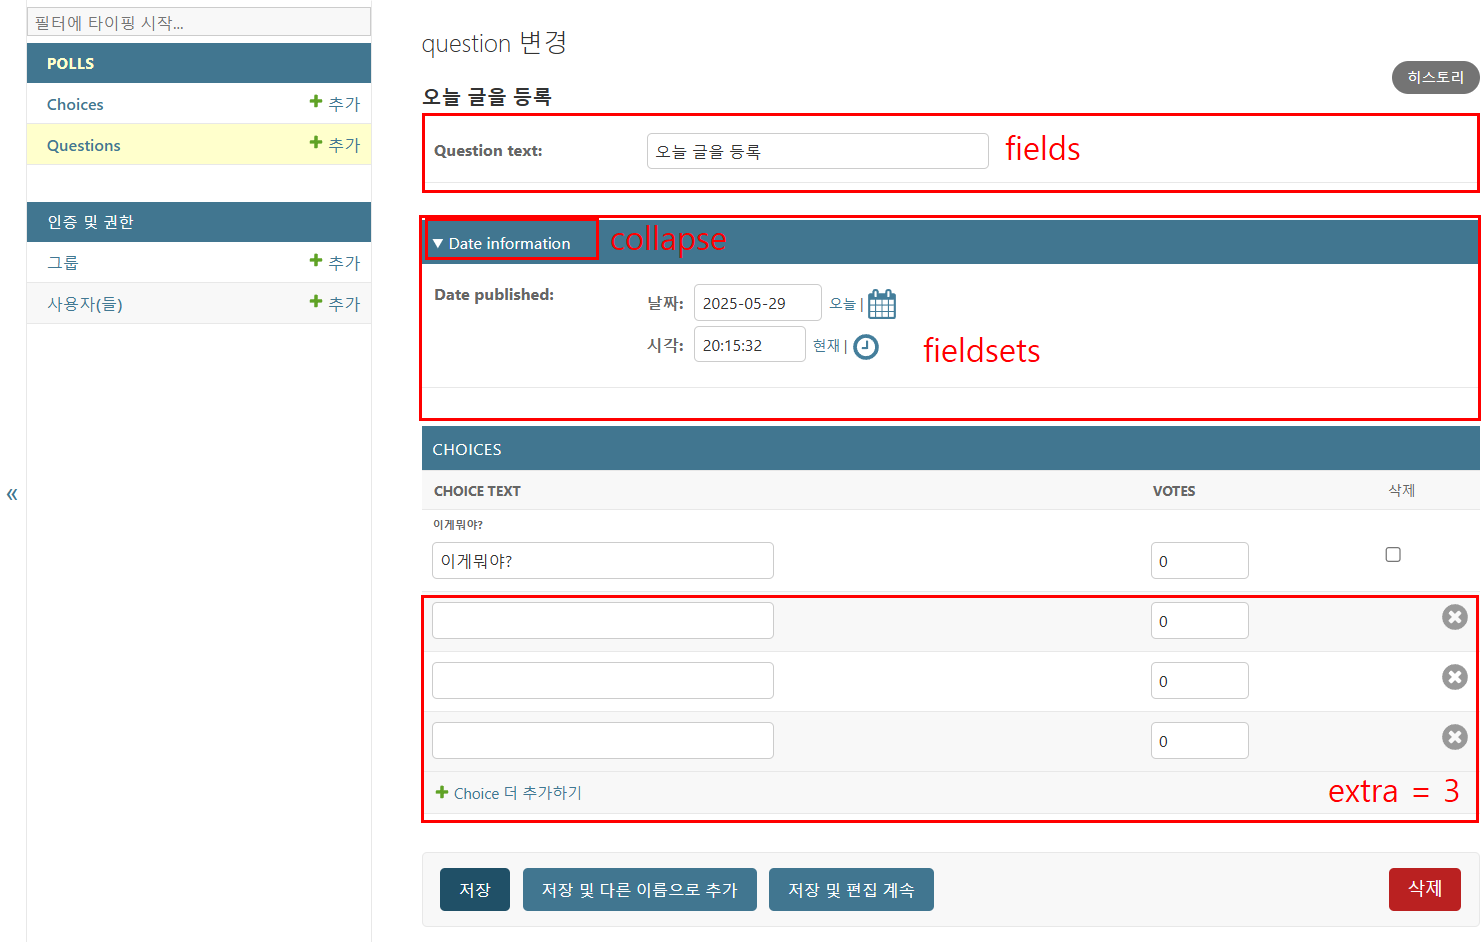 필터에 타이핑 시작...
POLLS
Choices
추가
Questions
추가
인증 및 권한
그룹
추가
사용자(들)
추가
«
question 변경
히스토리
오늘 글을 등록
Question text:
오늘 글을 등록
fields
Date information
collapse
Date published:
날짜:
2025-05-29
오늘 |
시각:
20:15:32
현재 |
fieldsets
CHOICES
CHOICE TEXT
VOTES
삭제
이게뭐야?
이게뭐야?
0
0
0
0
Choice 더 추가하기
extra = 3
저장
저장 및 다른 이름으로 추가
저장 및 편집 계속
삭제